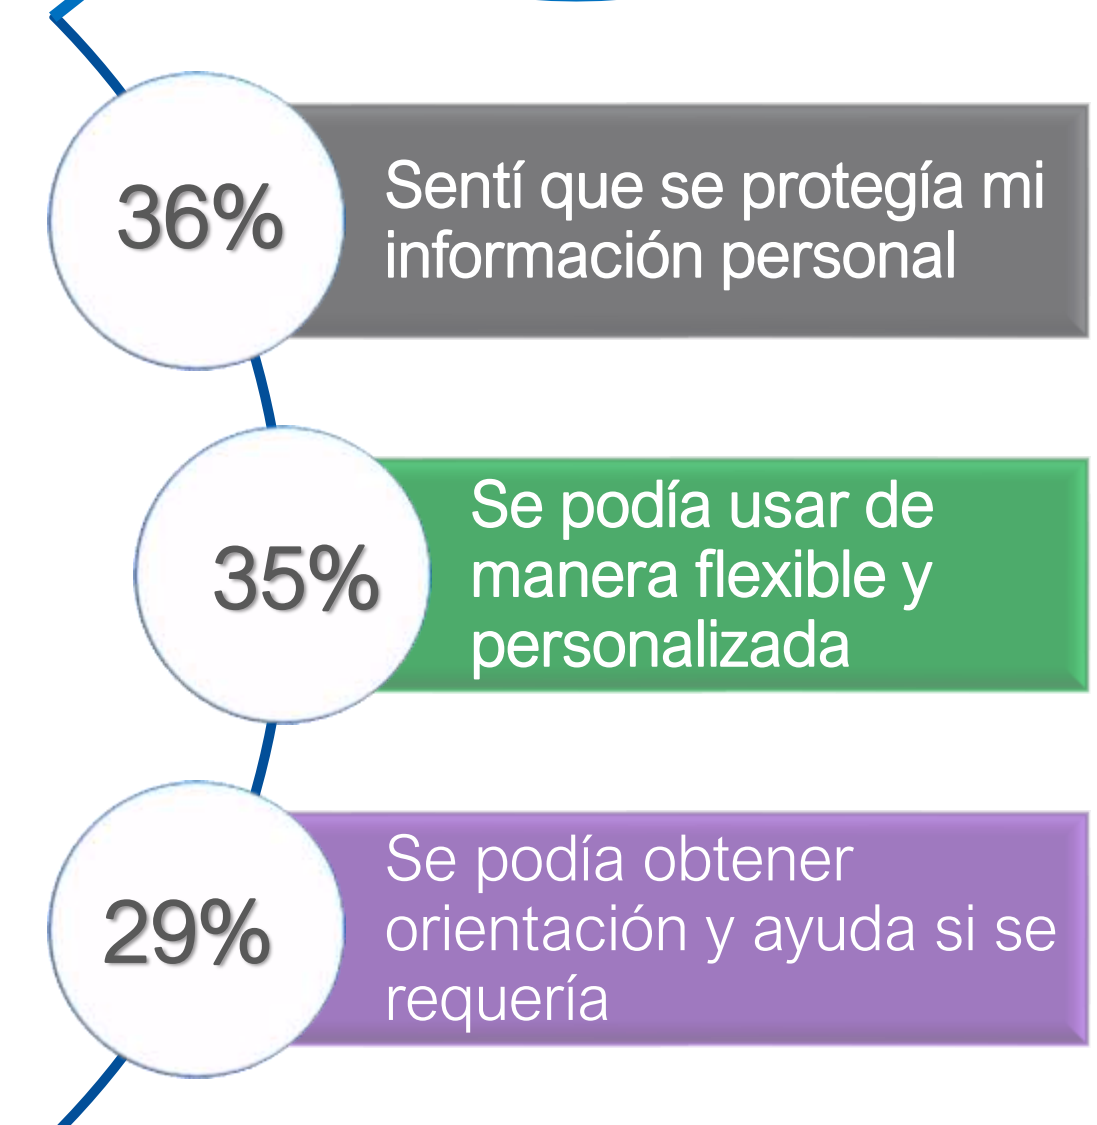 36%
Sentí que se protegía mi
información personal
35%
Se podía usar de
manera flexible y
personalizada
29%
Se podía obtener
orientación y ayuda si se
requería